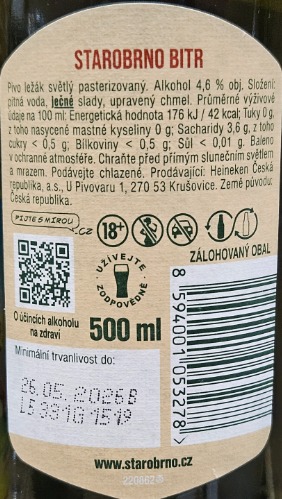 STAROBRNO BITR
Pivo ležák světlý pasterizovaný. Alkohol 4,6 % obj. Složení:
pitná voda, ječné slady, upravený chmel. Průměrné výživové
údaje na 100 ml: Energetická hodnota 176 kJ / 42 kcal; Tuky 0 g,
z toho nasycené mastné kyseliny 0 g; Sacharidy 3,6 g, z toho
cukry < 0,5 g; Bílkoviny < 0,5 g; Sůl < 0,01 g. Baleno
v ochranné atmosféře. Chraňte před přímým slunečním světlem
a mrazem. Podávejte chlazené. Prodávající: Heineken Česká
republika, a.s., U Pivovaru 1, 270 53 Krušovice. Země původu:
Česká republika.
PIJTE S MÍROU
.CZ
18+
ZÁLOHOVANÝ OBAL
UŽÍVEJTE
ZODPOVĚDNĚ
O účincích alkoholu
na zdraví
500 ml
Minimální trvanlivost do:
26.05.2026B
L5331G1519
8 594001 053278 >
www.starobrno.cz
220662